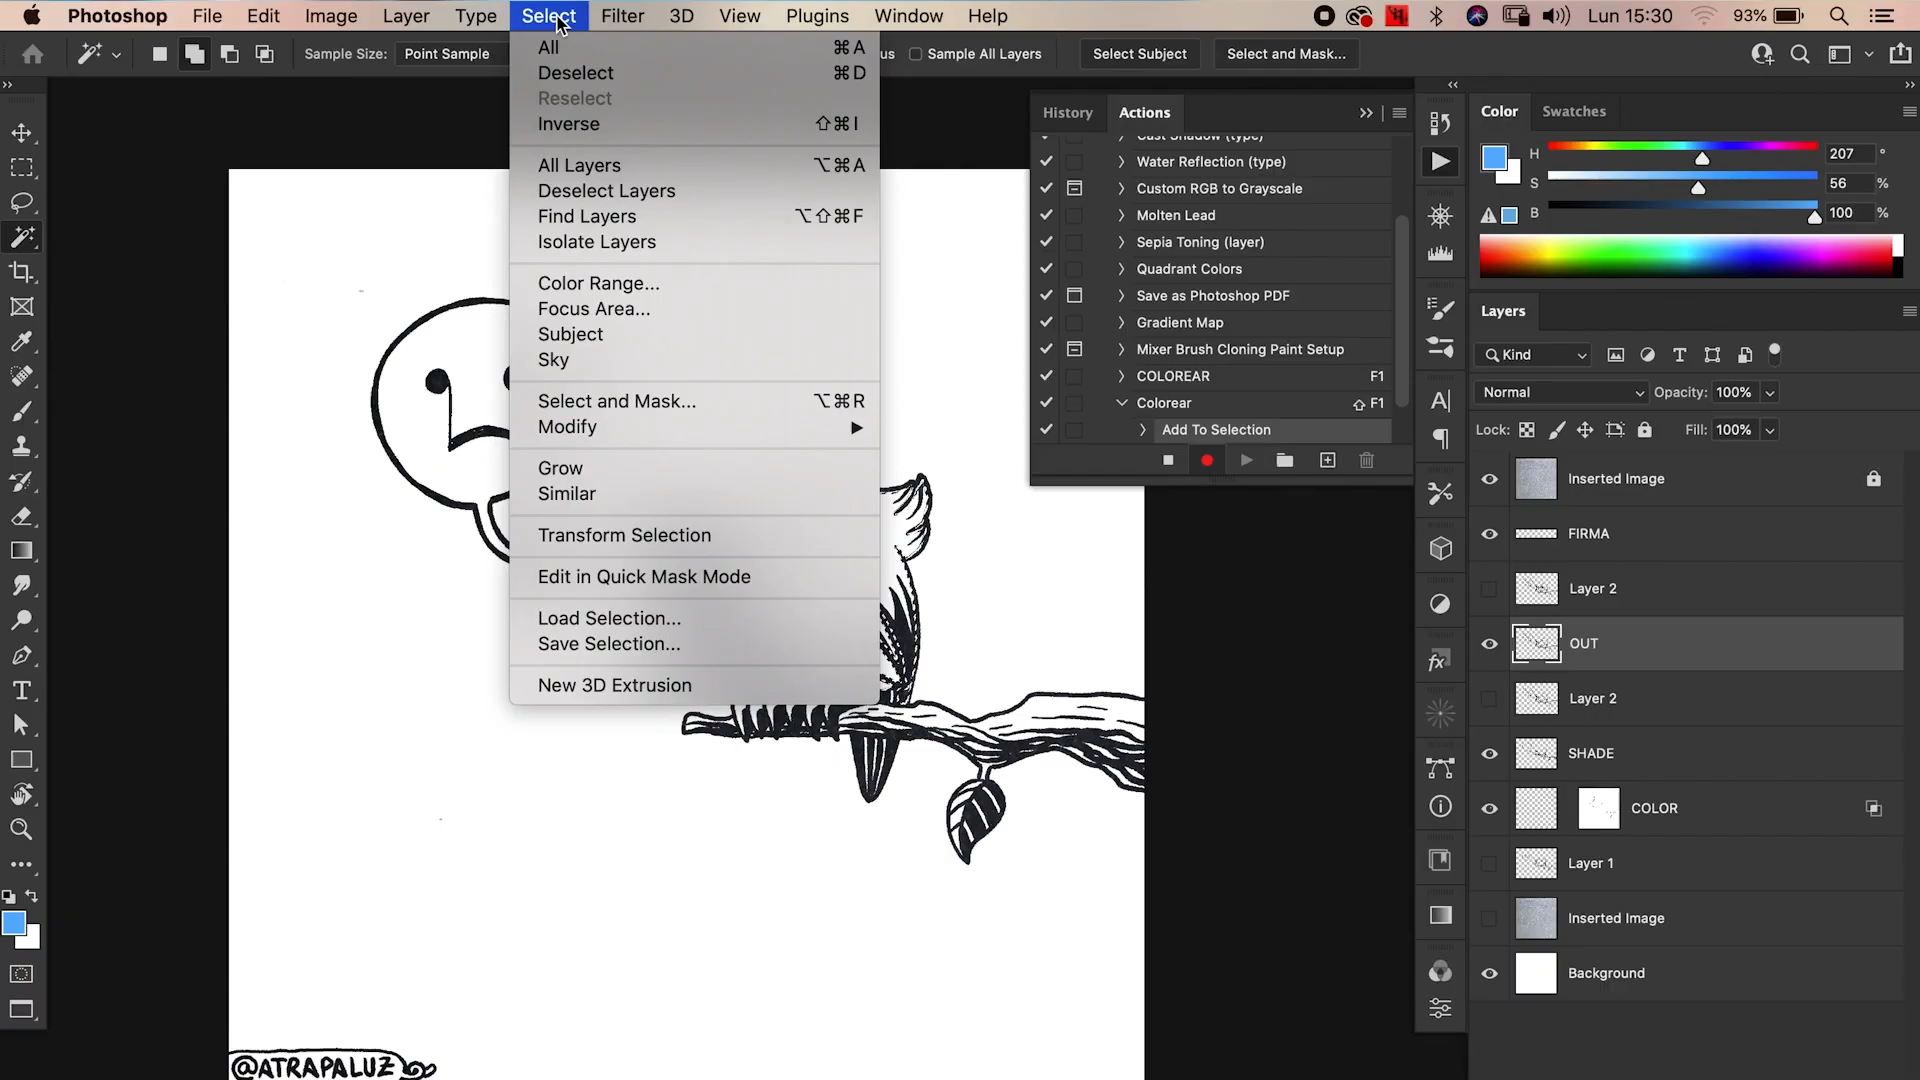 Photoshop File Edit Image Layer Type Select Filter 3D View Plugins Window Help Lun 15:30 93%
Sample Size: Point Sample us Sample All Layers Select Subject Select and Mask...
All ⌘A
Deselect ⌘D
Reselect
Inverse ⇧⌘I
All Layers ⌥⌘A
Deselect Layers
Find Layers ⌥⇧⌘F
Isolate Layers
Color Range...
Focus Area...
Subject
Sky
Select and Mask... ⌥⌘R
Modify
Grow
Similar
Transform Selection
Edit in Quick Mask Mode
Load Selection...
Save Selection...
New 3D Extrusion
@ATRAPALUZ
History Actions
Cast Shadow (type)
Water Reflection (type)
Custom RGB to Grayscale
Molten Lead
Sepia Toning (layer)
Quadrant Colors
Save as Photoshop PDF
Gradient Map
Mixer Brush Cloning Paint Setup
COLOREAR F1
Colorear ⇧ F1
Add To Selection
Color Swatches
H 207 °
S 56 %
B 100 %
Layers
Kind
Normal Opacity: 100%
Lock: Fill: 100%
Inserted Image
FIRMA
Layer 2
OUT
Layer 2
SHADE
COLOR
Layer 1
Inserted Image
Background